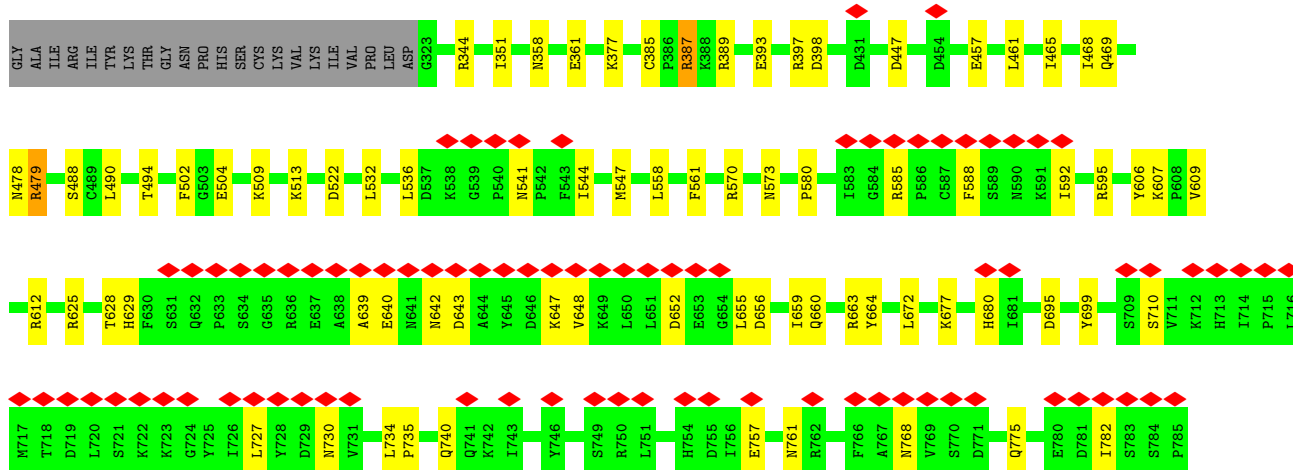 GLY ALA ILE ARG ILE TYR LYS THR GLY ASN PRO HIS SER CYS LYS VAL LYS ILE VAL PRO LEU ASP G323 R344 I351 N358 E361 K377 C385 P386 R387 K388 R389 E393 R397 D398 D431 D447 D454 E457 L461 I465 I468 Q469
N478 R479 S488 C489 L490 T494 F502 G503 E504 K509 K513 D522 L532 L536 D537 K538 G539 P540 N541 P542 F543 I544 M547 L558 F561 R570 N573 P580 I583 G584 R585 P586 C587 F588 S589 N590 K591 I592 R595 Y606 K607 P608 V609
R612 R625 T628 H629 F630 S631 Q632 P633 S634 G635 R636 E637 A638 A639 E640 N641 N642 D643 A644 Y645 D646 K647 V648 K649 L650 L651 D652 E653 G654 L655 D656 I659 Q660 R663 Y664 L672 K677 H680 I681 D695 Y699 S709 S710 V711 K712 H713 I714 P715 L716
M717 T718 D719 L720 S721 K722 K723 G724 Y725 I726 L727 Y728 D729 N730 V731 L734 P735 Q740 Q741 K742 I743 Y746 S749 R750 L751 H754 D755 I756 E757 N761 R762 F766 A767 N768 V769 S770 D771 Q775 E780 D781 I782 S783 S784 P785